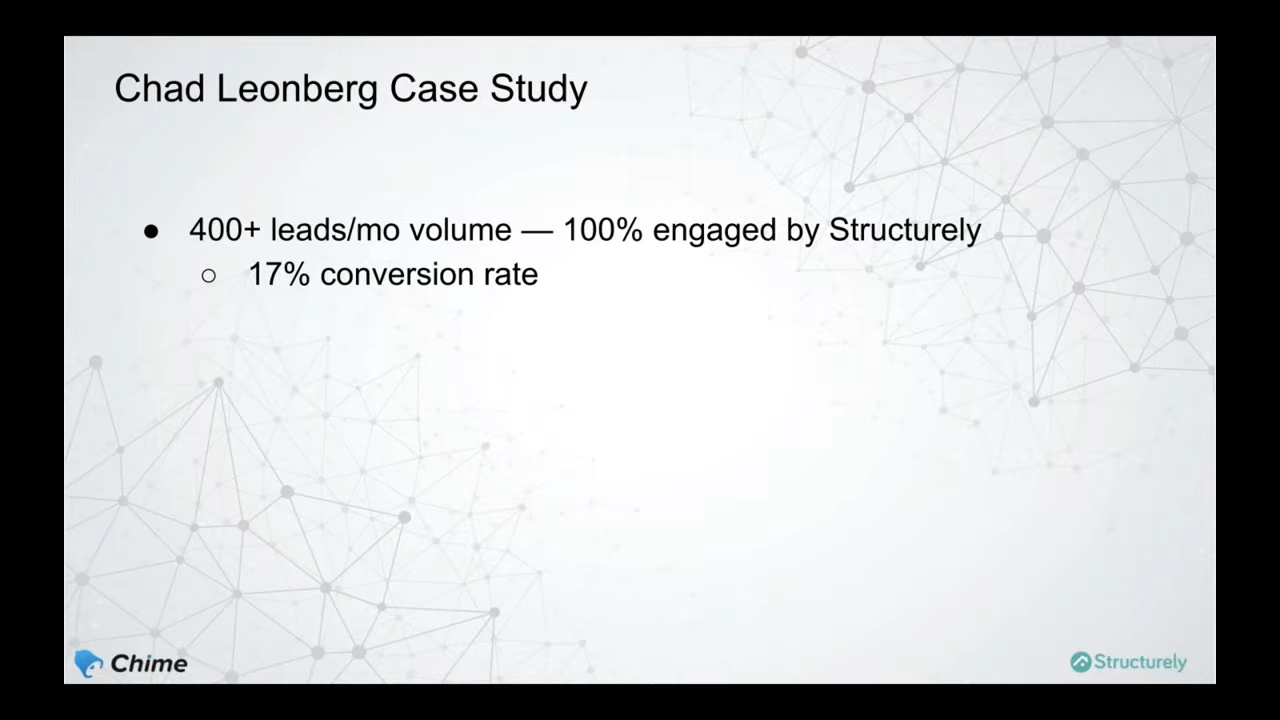 Chad Leonberg Case Study
● 400+ leads/mo volume — 100% engaged by Structurely
○ 17% conversion rate
Chime
Structurely